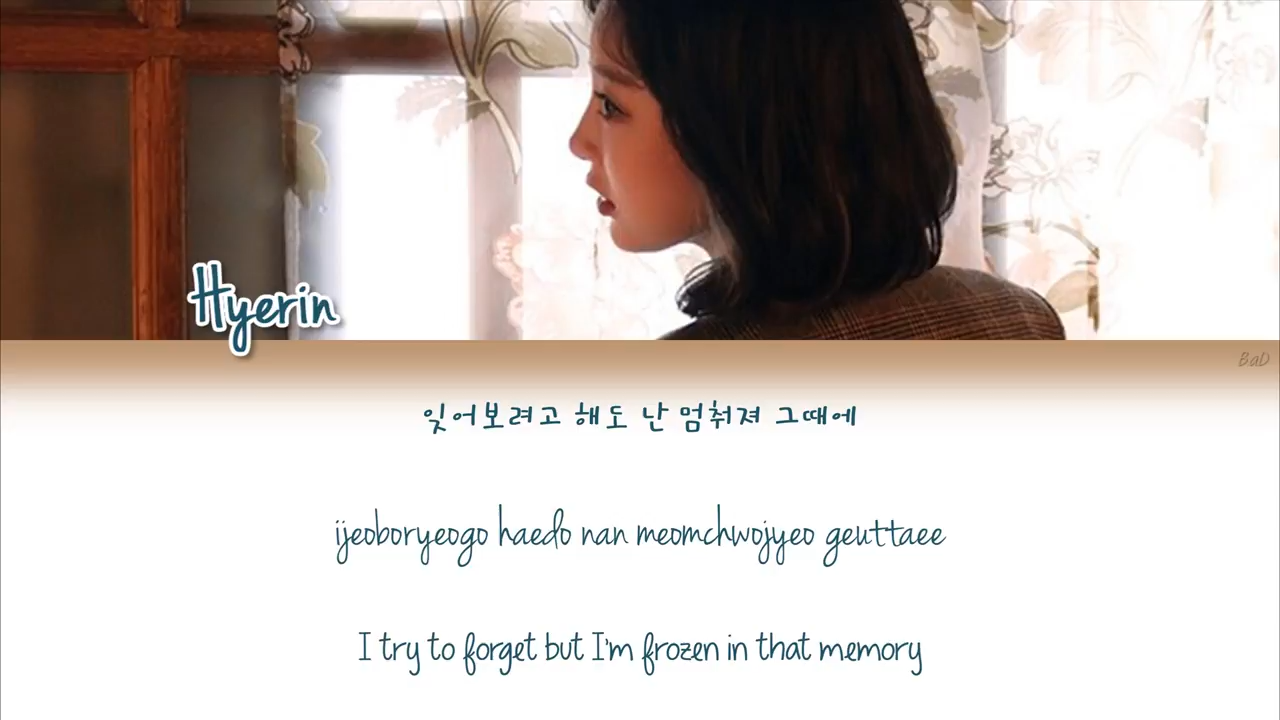 Hyerin
BaD
잊어보려고 해도 난 멈춰져 그때에
ijeoboryeogo haedo nan meomchwojyeo geuttaee
I try to forget but I'm frozen in that memory